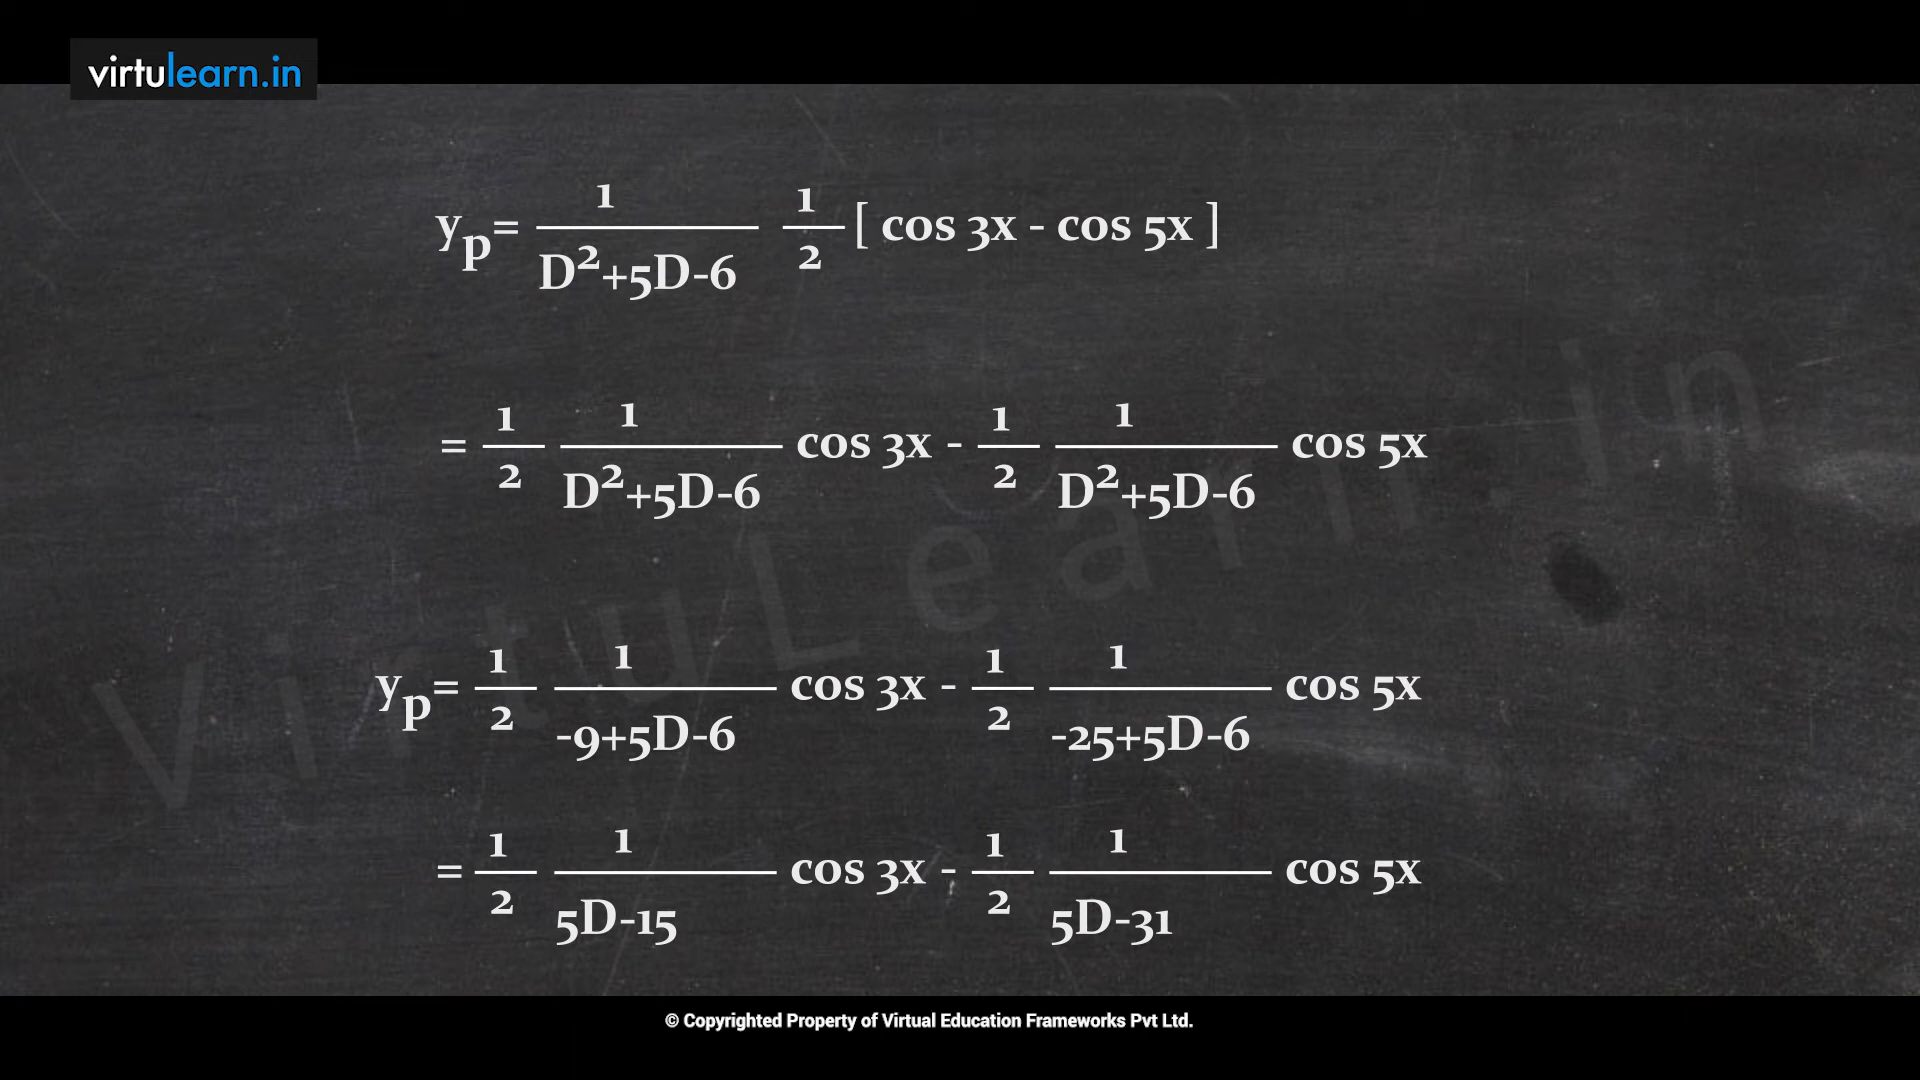 virtulearn.in
yₚ= 1/(D²+5D-6) 1/2 [ cos 3x - cos 5x ]
= 1/2 1/(D²+5D-6) cos 3x - 1/2 1/(D²+5D-6) cos 5x
yₚ= 1/2 1/(-9+5D-6) cos 3x - 1/2 1/(-25+5D-6) cos 5x
= 1/2 1/(5D-15) cos 3x - 1/2 1/(5D-31) cos 5x
VirtuLearn.in
© Copyrighted Property of Virtual Education Frameworks Pvt Ltd.